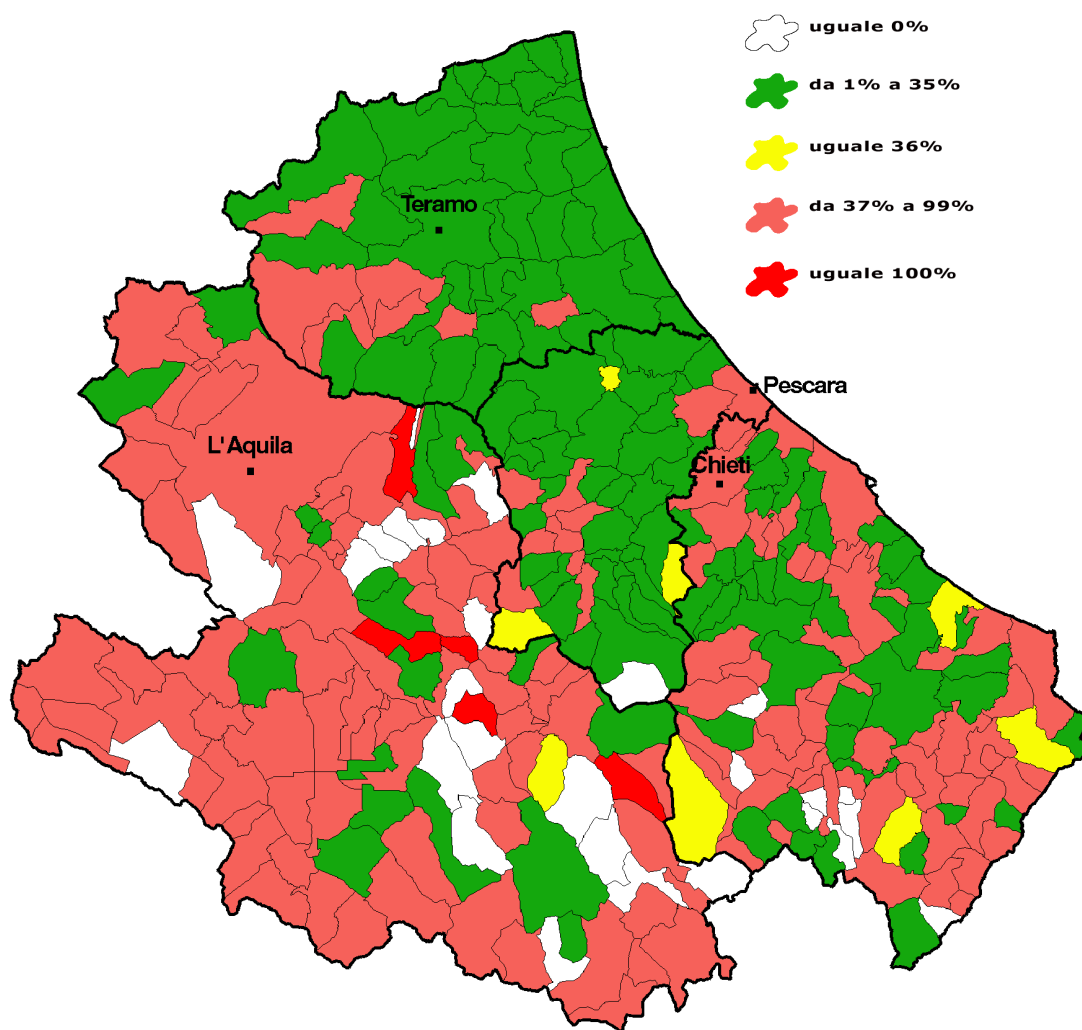 uguale 0%
da 1% a 35%
uguale 36%
da 37% a 99%
uguale 100%
Teramo
Pescara
L'Aquila
Chieti